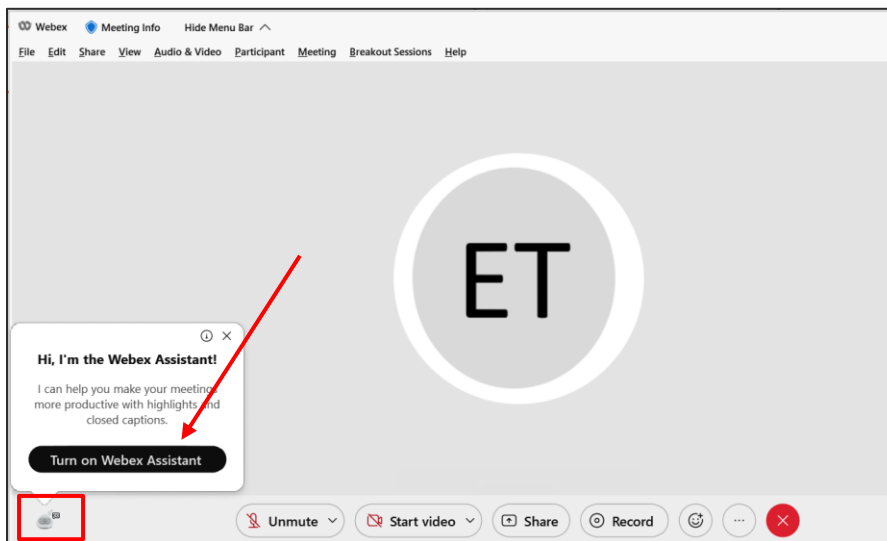 Webex Meeting Info Hide Menu Bar
File Edit Share View Audio & Video Participant Meeting Breakout Sessions Help
ET
Hi, I'm the Webex Assistant!
I can help you make your meetings
more productive with highlights and
closed captions.
Turn on Webex Assistant
Unmute Start video Share Record